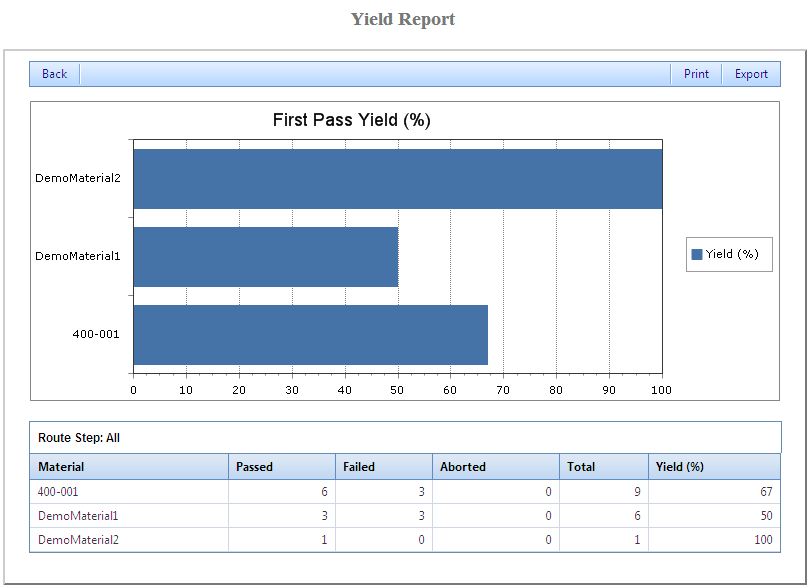 Yield Report
Back Print Export
First Pass Yield (%)
DemoMaterial2
DemoMaterial1
400-001
0 10 20 30 40 50 60 70 80 90 100
Yield (%)
Route Step: All
Material Passed Failed Aborted Total Yield (%)
400-001 6 3 0 9 67
DemoMaterial1 3 3 0 6 50
DemoMaterial2 1 0 0 1 100